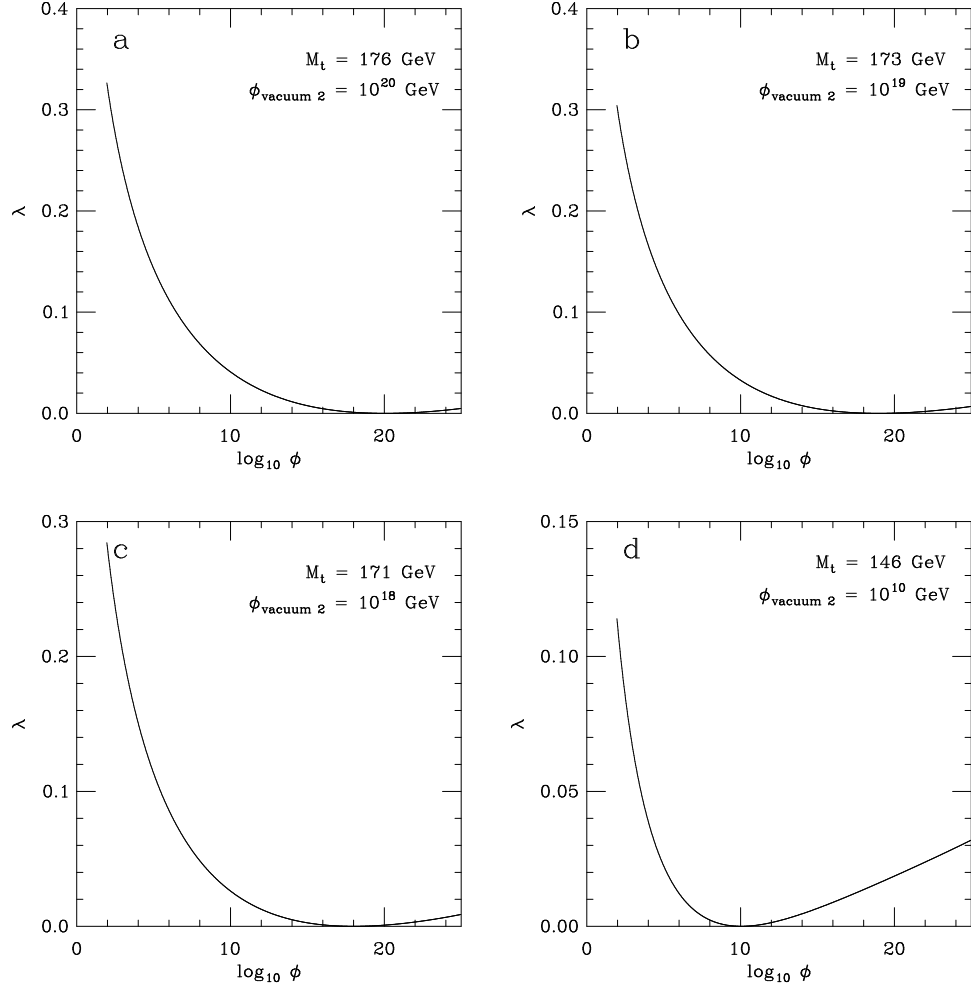 a
M_t = 176 GeV
ϕ_vacuum 2 = 10^20 GeV
0.4
0.3
0.2
0.1
0.0
λ
0
10
20
log_10 ϕ
b
M_t = 173 GeV
ϕ_vacuum 2 = 10^19 GeV
0.4
0.3
0.2
0.1
0.0
λ
0
10
20
log_10 ϕ
c
M_t = 171 GeV
ϕ_vacuum 2 = 10^18 GeV
0.3
0.2
0.1
0.0
λ
0
10
20
log_10 ϕ
d
M_t = 146 GeV
ϕ_vacuum 2 = 10^10 GeV
0.15
0.10
0.05
0.00
λ
0
10
20
log_10 ϕ